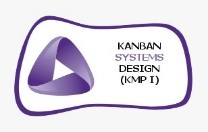 KANBAN
SYSTEMS
DESIGN
(KMP I)